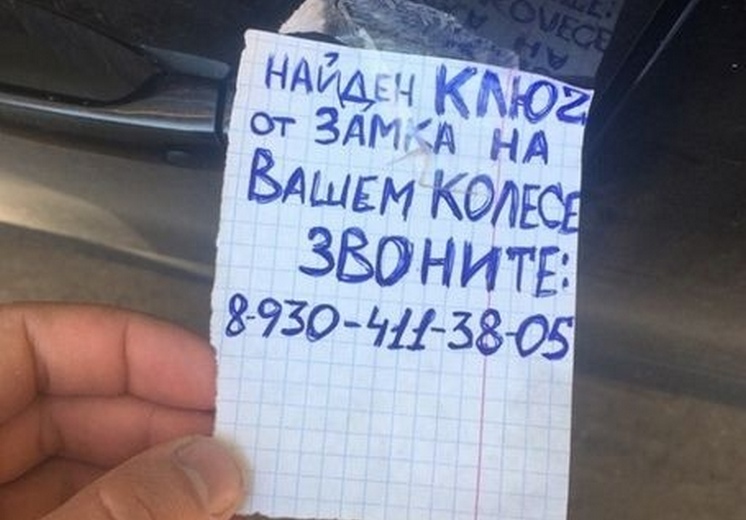 НАЙДЕН КЛЮЧ
ОТ ЗАМКА НА
ВАШЕМ КОЛЕСЕ
ЗВОНИТЕ:
8-930-411-38-05